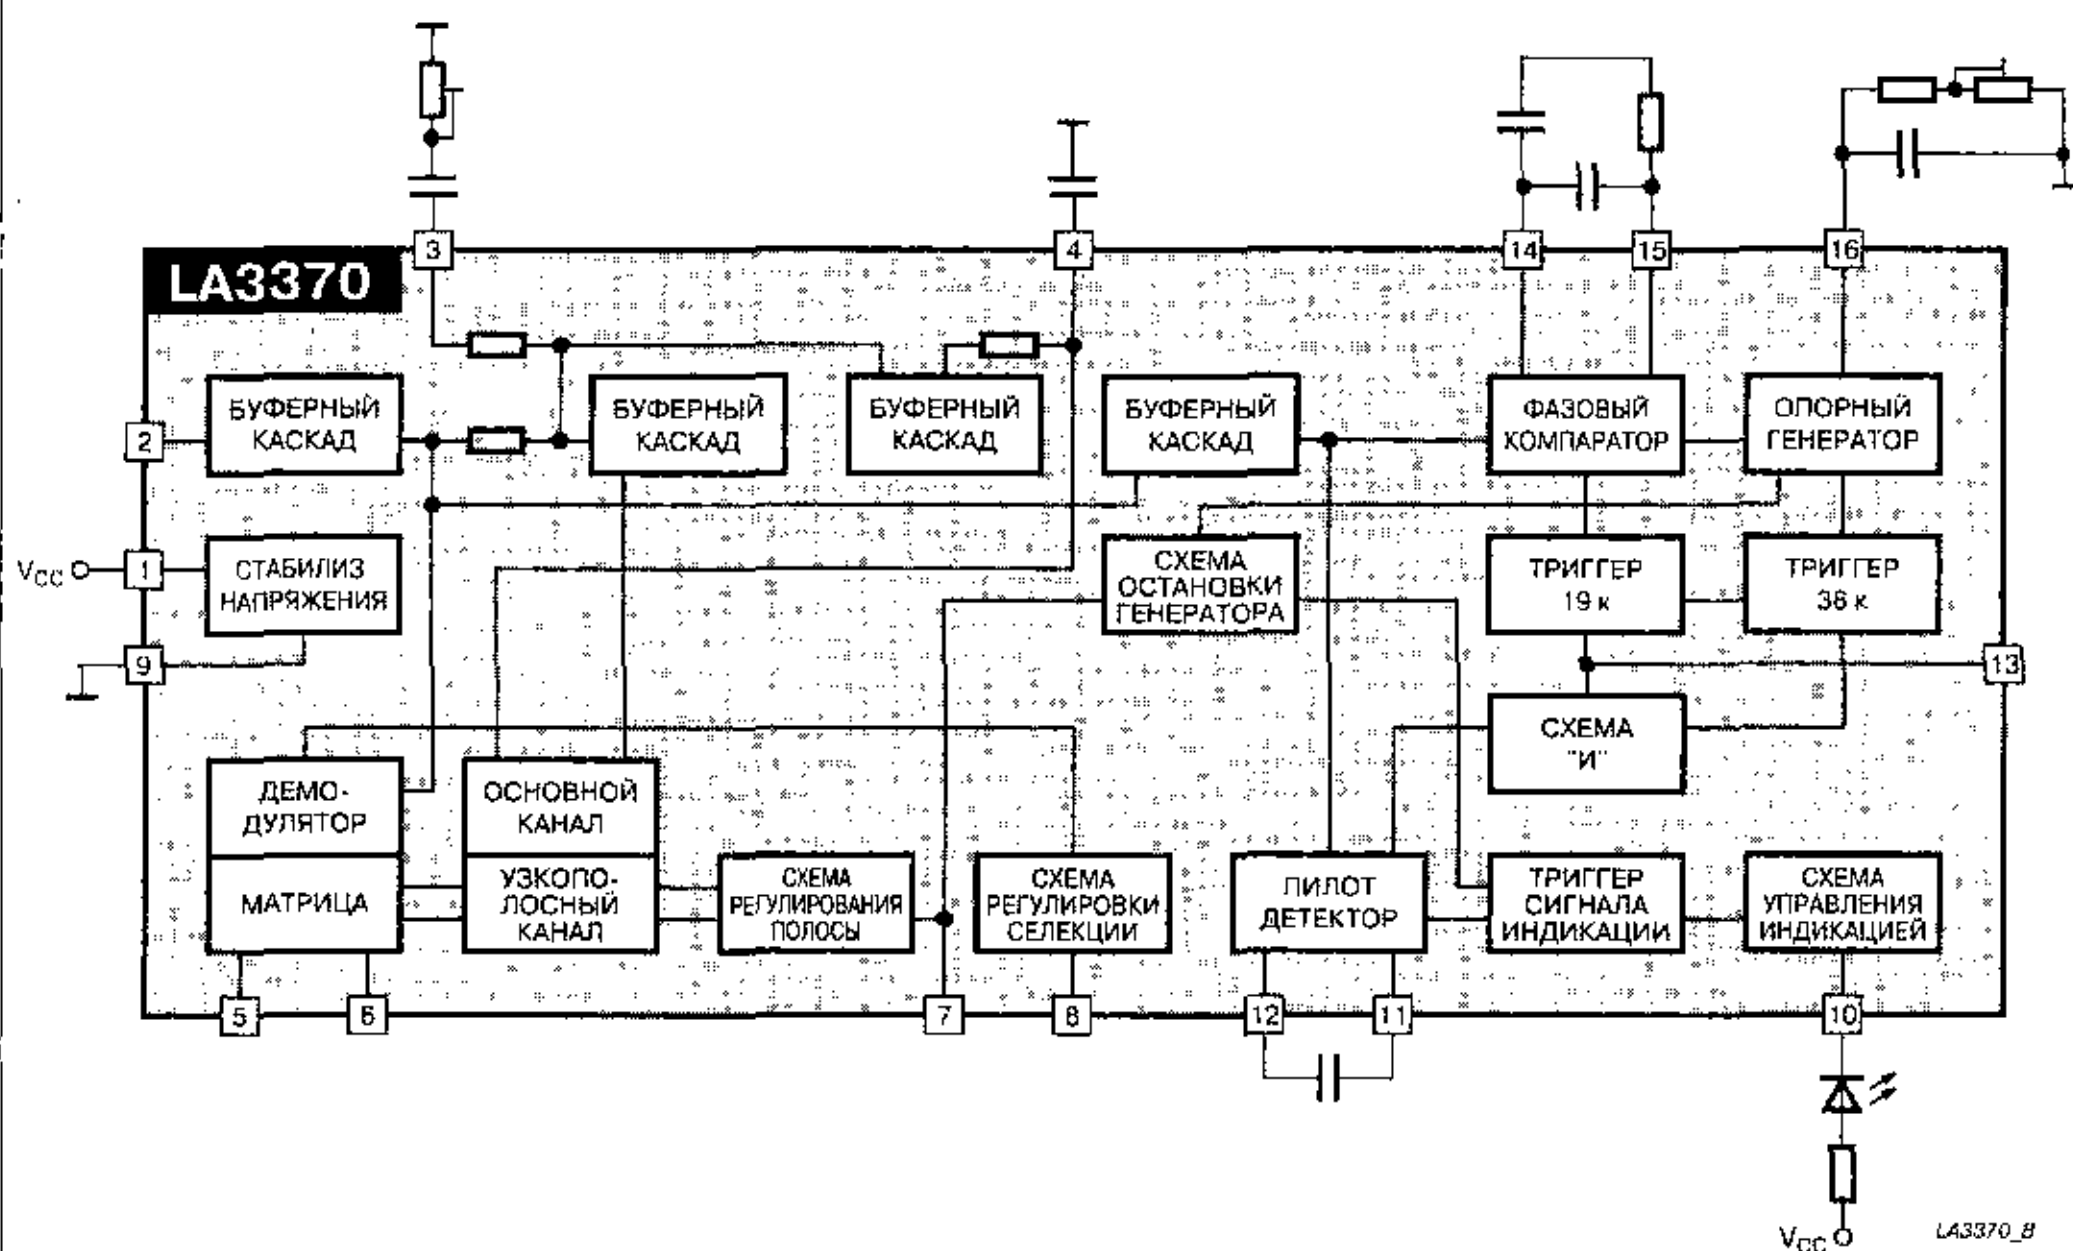 3
4
14
15
16
LA3370
БУФЕРНЫЙ
КАСКАД
БУФЕРНЫЙ
КАСКАД
БУФЕРНЫЙ
КАСКАД
БУФЕРНЫЙ
КАСКАД
ФАЗОВЫЙ
КОМПАРАТОР
ОПОРНЫЙ
ГЕНЕРАТОР
2
VCC
1
СТАБИЛИЗ
НАПРЯЖЕНИЯ
СХЕМА
ОСТАНОВКИ
ГЕНЕРАТОРА
ТРИГГЕР
19 к
ТРИГГЕР
36 к
9
13
СХЕМА
"И"
ДЕМО-
ДУЛЯТОР
ОСНОВНОЙ
КАНАЛ
МАТРИЦА
УЗКОПО-
ЛОСНЫЙ
КАНАЛ
СХЕМА
РЕГУЛИРОВАНИЯ
ПОЛОСЫ
СХЕМА
РЕГУЛИРОВКИ
СЕЛЕКЦИИ
ПИЛОТ
ДЕТЕКТОР
ТРИГГЕР
СИГНАЛА
ИНДИКАЦИИ
СХЕМА
УПРАВЛЕНИЯ
ИНДИКАЦИЕЙ
5
6
7
8
12
11
10
VCC
LA3370_B